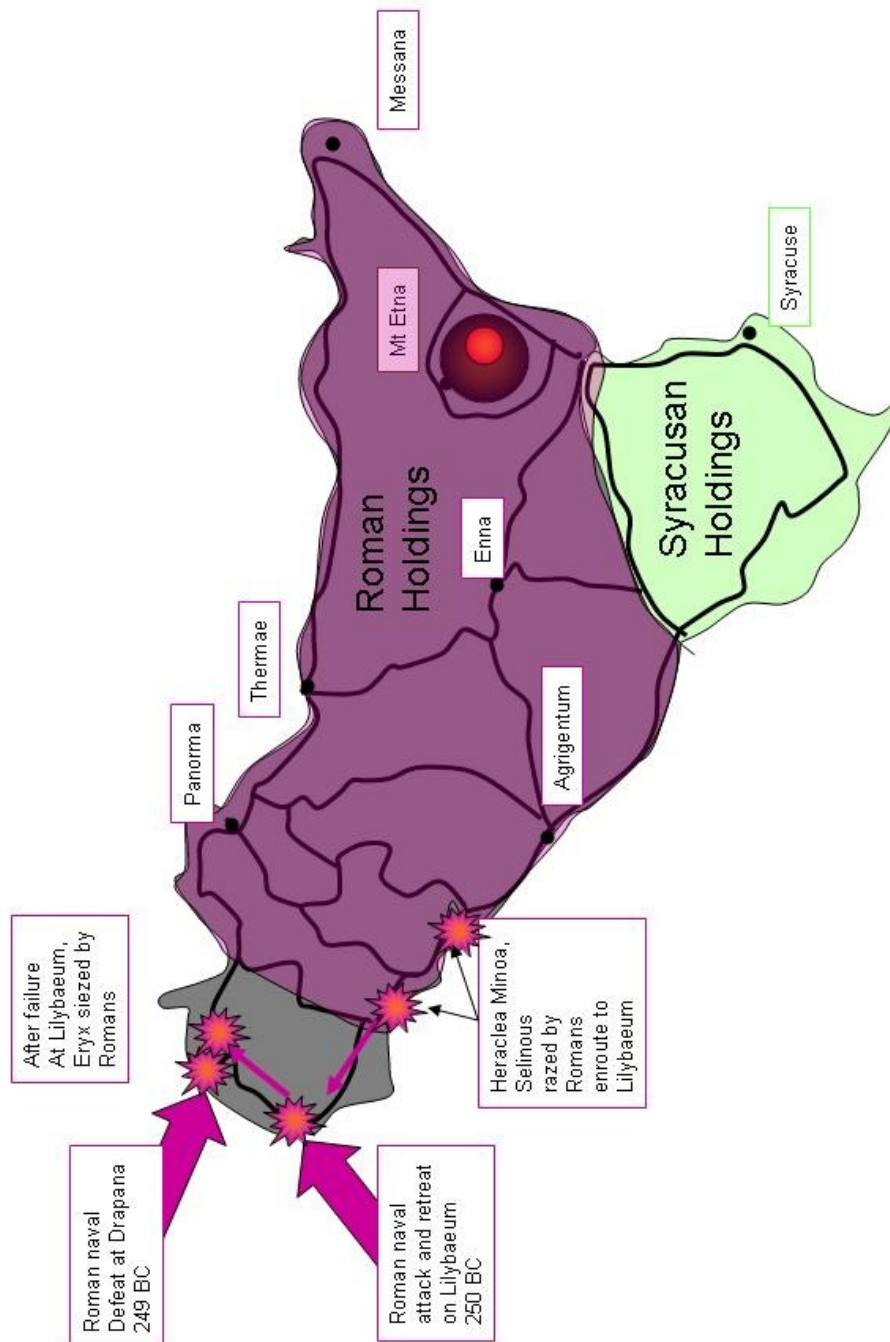 Roman naval
Defeat at Drapana
249 BC
After failure
At Lilybaeum,
Eryx siezed by
Romans
Panorma
Thermae
Messana
Mt Etna
Roman
Holdings
Enna
Agrigentum
Syracusan
Holdings
Syracuse
Roman naval
attack and retreat
on Lilybaeum
250 BC
Heraclea Minoa,
Selinous
razed by
Romans
enroute to
Lilybaeum